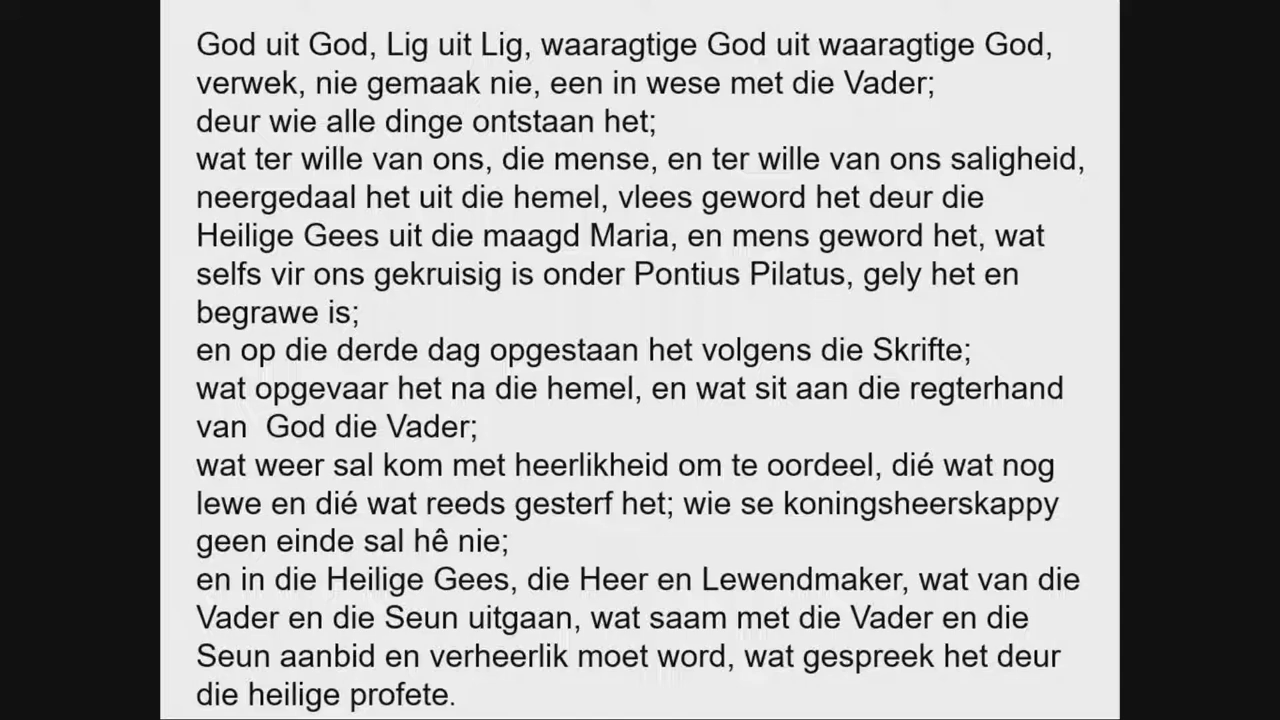 God uit God, Lig uit Lig, waaragtige God uit waaragtige God,
verwek, nie gemaak nie, een in wese met die Vader;
deur wie alle dinge ontstaan het;
wat ter wille van ons, die mense, en ter wille van ons saligheid,
neergedaal het uit die hemel, vlees geword het deur die
Heilige Gees uit die maagd Maria, en mens geword het, wat
selfs vir ons gekruisig is onder Pontius Pilatus, gely het en
begrawe is;
en op die derde dag opgestaan het volgens die Skrifte;
wat opgevaar het na die hemel, en wat sit aan die regterhand
van  God die Vader;
wat weer sal kom met heerlikheid om te oordeel, dié wat nog
lewe en dié wat reeds gesterf het; wie se koningsheerskappy
geen einde sal hê nie;
en in die Heilige Gees, die Heer en Lewendmaker, wat van die
Vader en die Seun uitgaan, wat saam met die Vader en die
Seun aanbid en verheerlik moet word, wat gespreek het deur
die heilige profete.